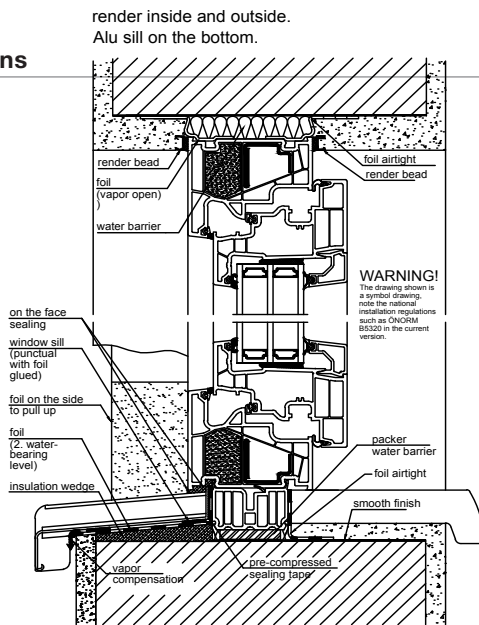 render inside and outside.
Alu sill on the bottom.
ns
render bead
foil
(vapor open)
)
water barrier
foil airtight
render bead
WARNING!
The drawing shown is
a symbol drawing,
note the national
installation regulations
such as ÖNORM
B5320 in the current
version.
on the face
sealing
window sill
(punctual
with foil
glued)
foil on the side
to pull up
foil
(2. water-
bearing
level)
insulation wedge
vapor
compensation
pre-compressed
sealing tape
packer
water barrier
foil airtight
smooth finish